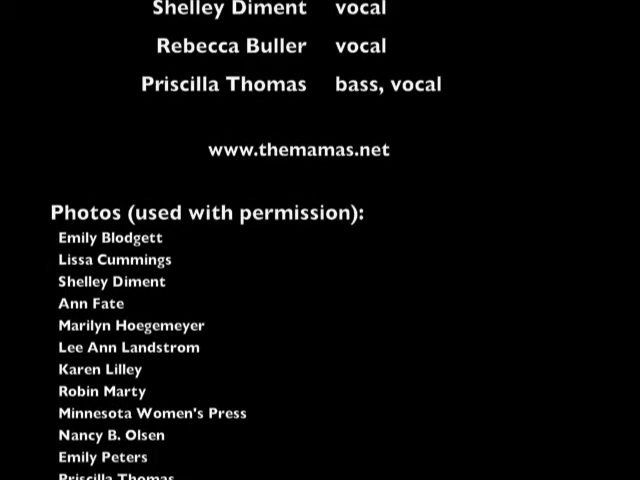 Shelley Diment vocal
Rebecca Buller vocal
Priscilla Thomas bass, vocal
www.themamas.net
Photos (used with permission):
Emily Blodgett
Lissa Cummings
Shelley Diment
Ann Fate
Marilyn Hoegemeyer
Lee Ann Landstrom
Karen Lilley
Robin Marty
Minnesota Women's Press
Nancy B. Olsen
Emily Peters
Priscilla Thomas